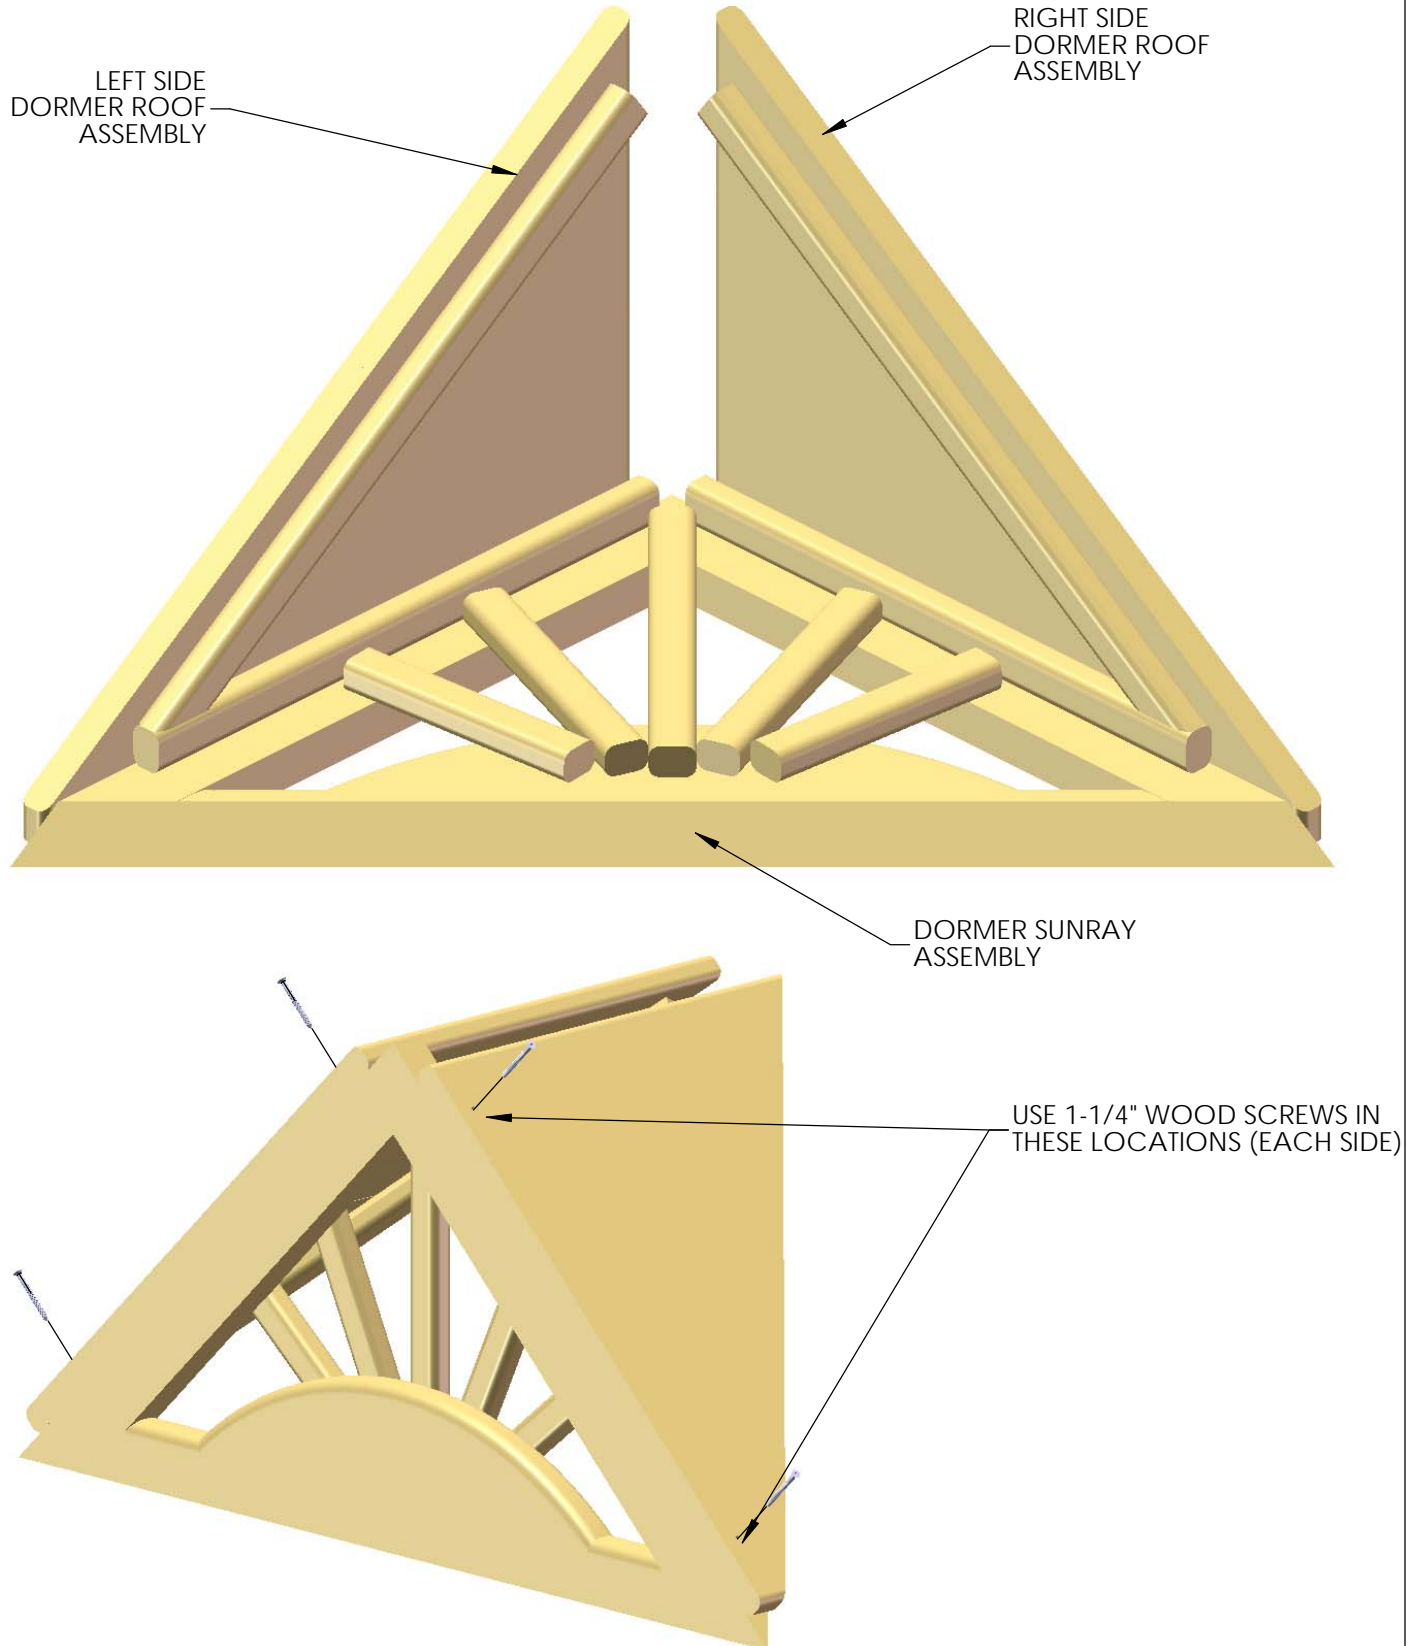 RIGHT SIDE
DORMER ROOF
ASSEMBLY
LEFT SIDE
DORMER ROOF
ASSEMBLY
DORMER SUNRAY
ASSEMBLY
USE 1-1/4" WOOD SCREWS IN
THESE LOCATIONS (EACH SIDE)